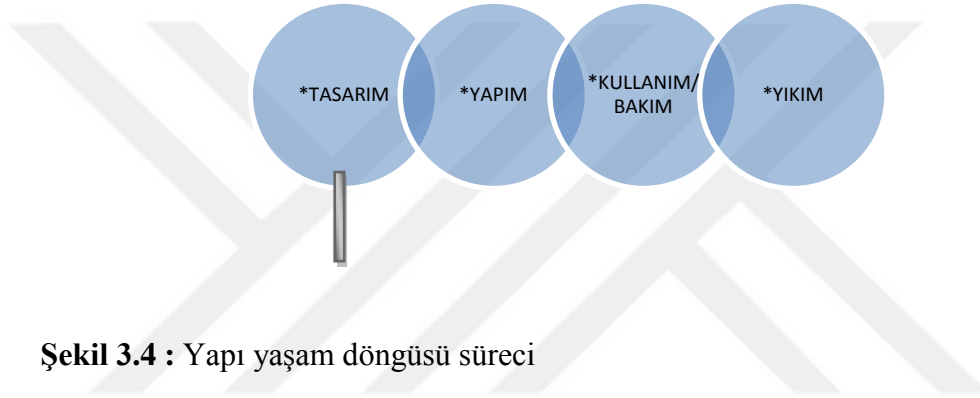 *TASARIM *YAPIM *KULLANIM/ *YIKIM
BAKIM
Şekil 3.4 : Yapı yaşam döngüsü süreci